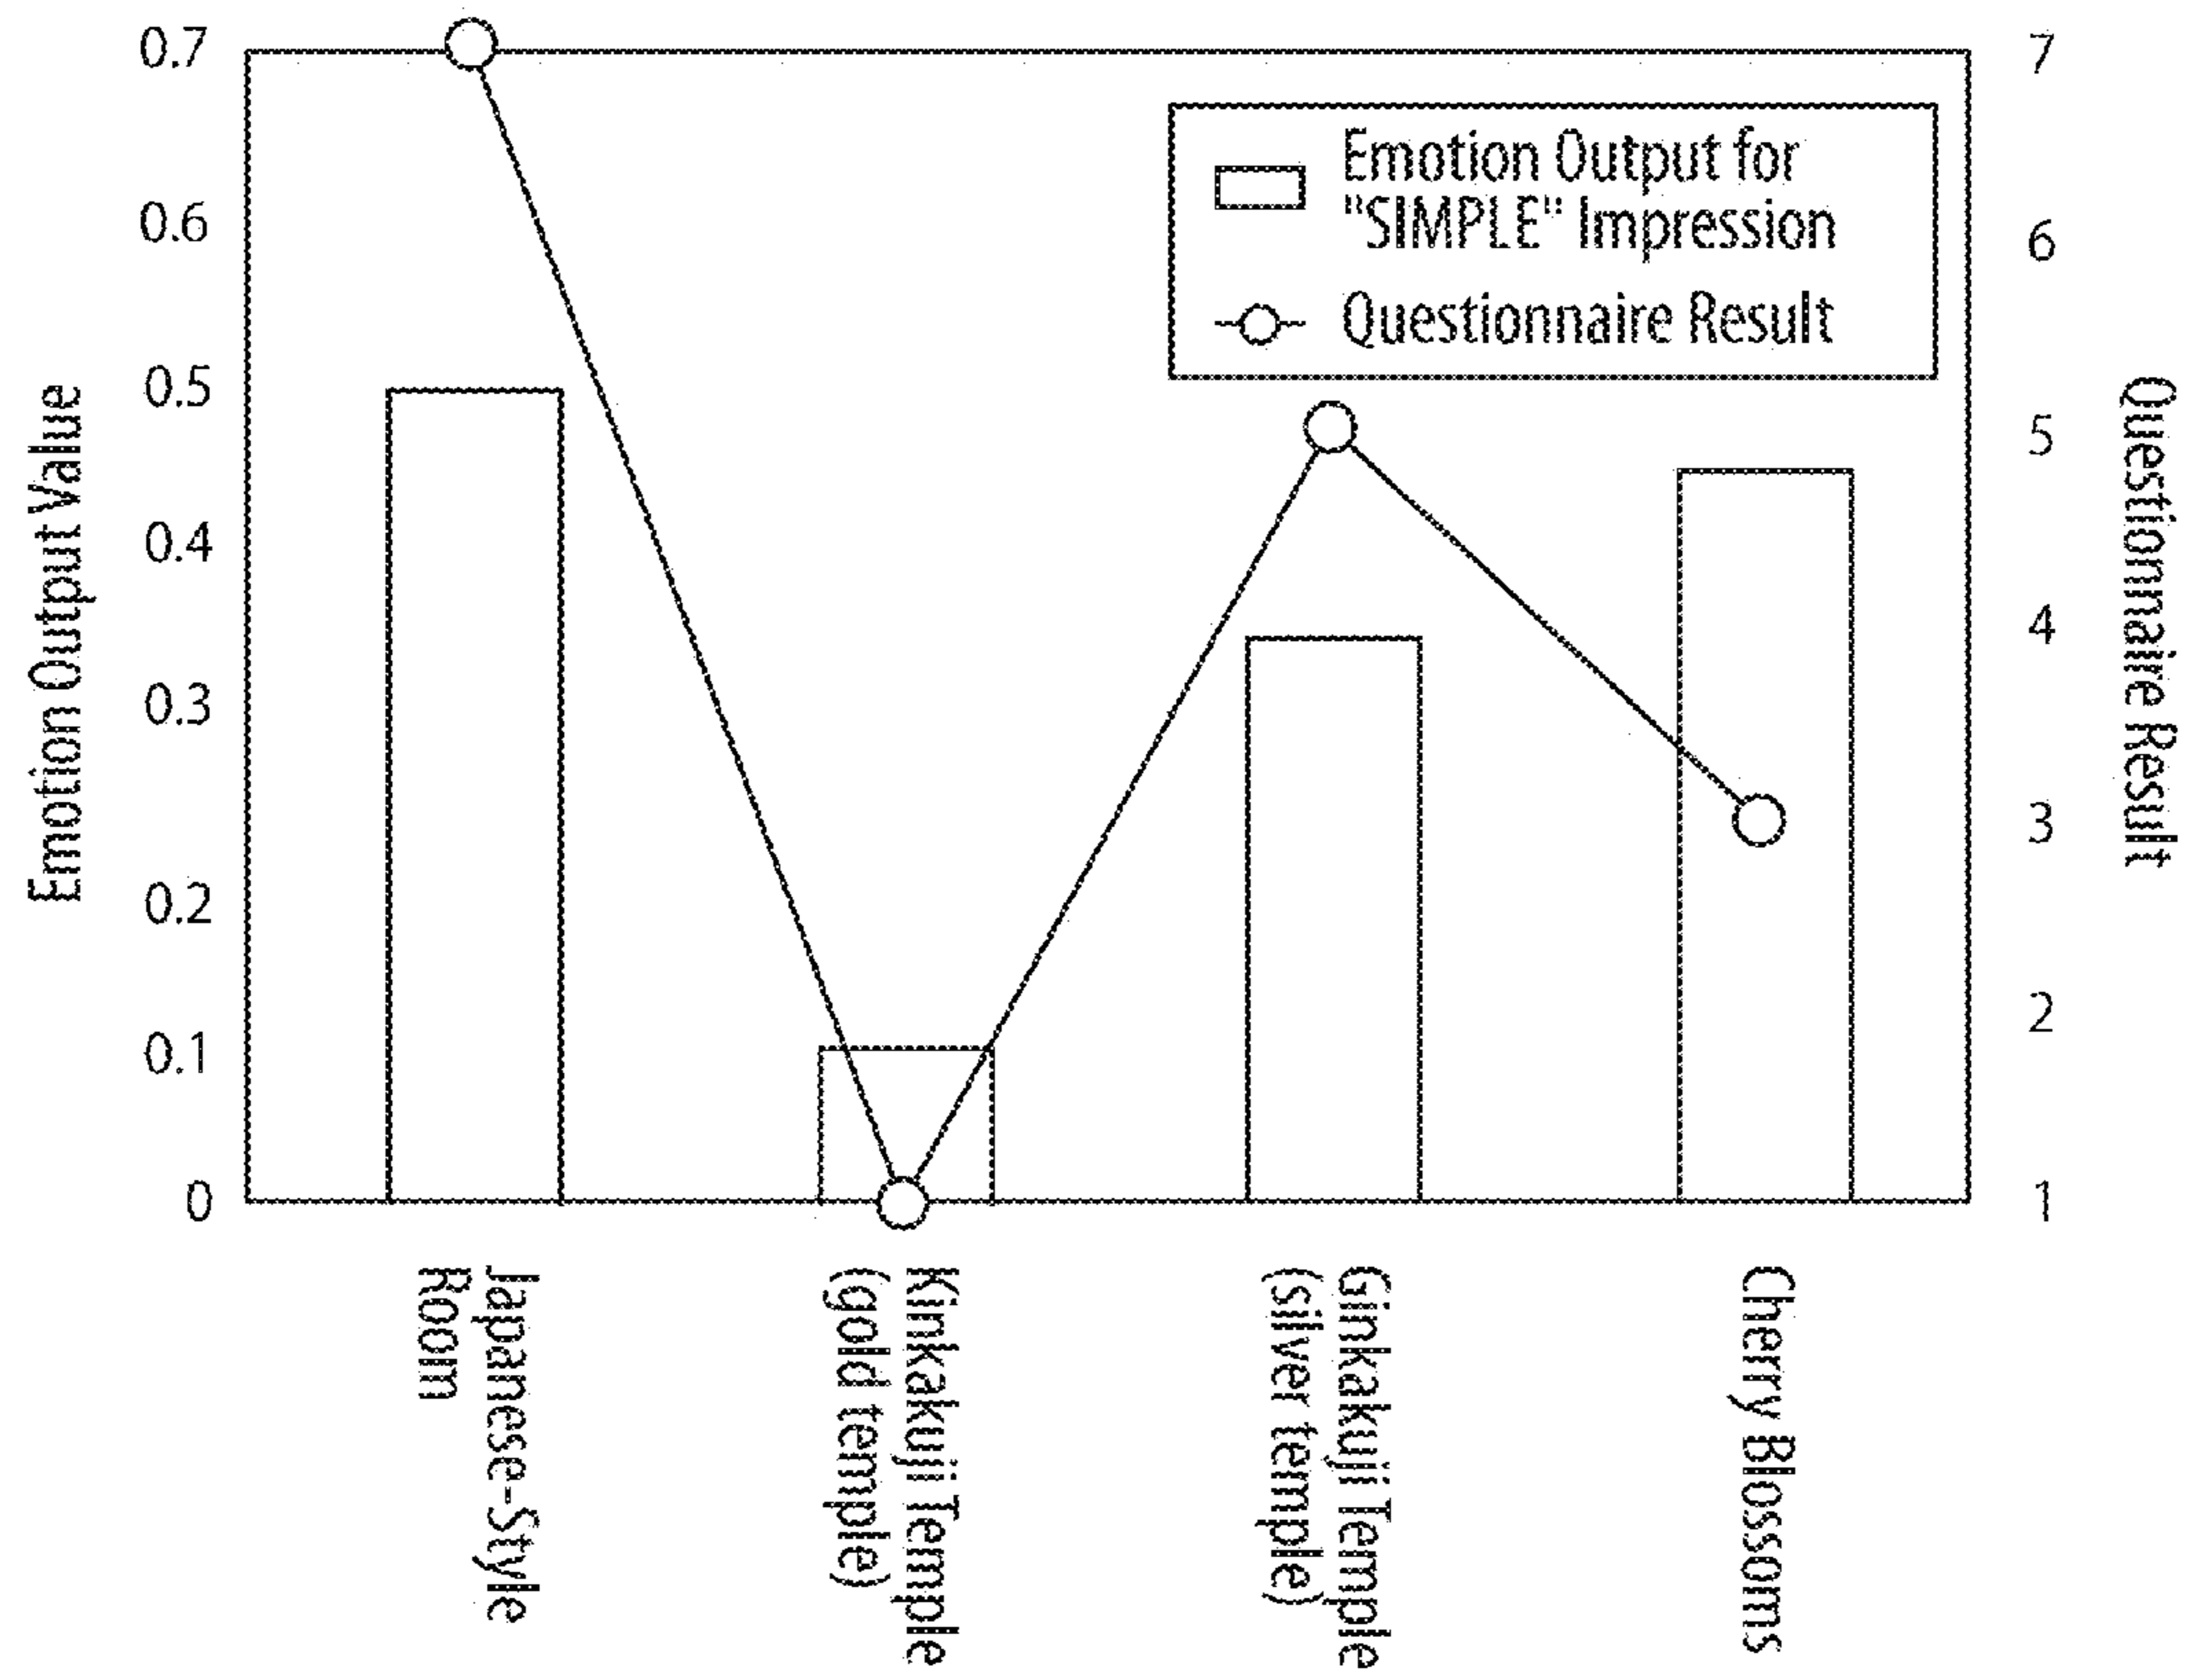 0.7
0.6
0.5
0.4
0.3
0.2
0.1
0
Emotion Output Value
7
6
5
4
3
2
1
Questionnaire Result
Emotion Output for
"SIMPLE" Impression
Questionnaire Result
Japanese-Style
Room
Kinkakuji Temple
(gold temple)
Ginkakuji Temple
(silver temple)
Cherry Blossoms